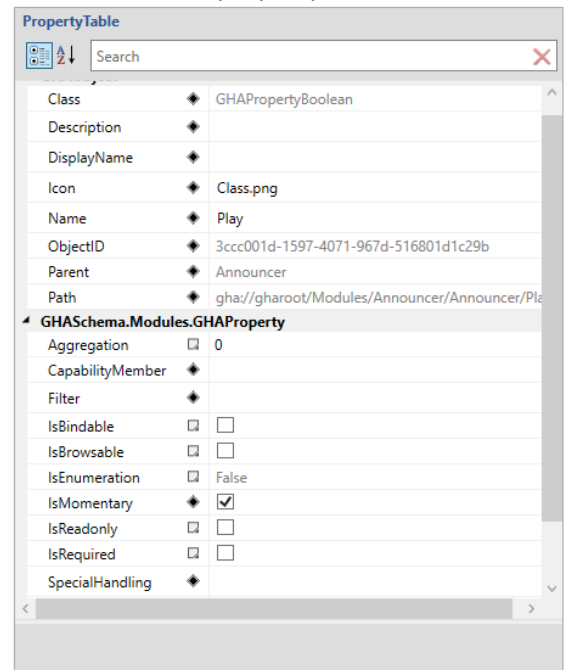 PropertyTable
A Z Search
Class GHAPropertyBoolean
Description
DisplayName
Icon Class.png
Name Play
ObjectID 3ccc001d-1597-4071-967d-516801d1c29b
Parent Announcer
Path gha://gharoot/Modules/Announcer/Announcer/Pla
GHASchema.Modules.GHAProperty
Aggregation 0
CapabilityMember
Filter
IsBindable
IsBrowsable
IsEnumeration False
IsMomentary
IsReadonly
IsRequired
SpecialHandling